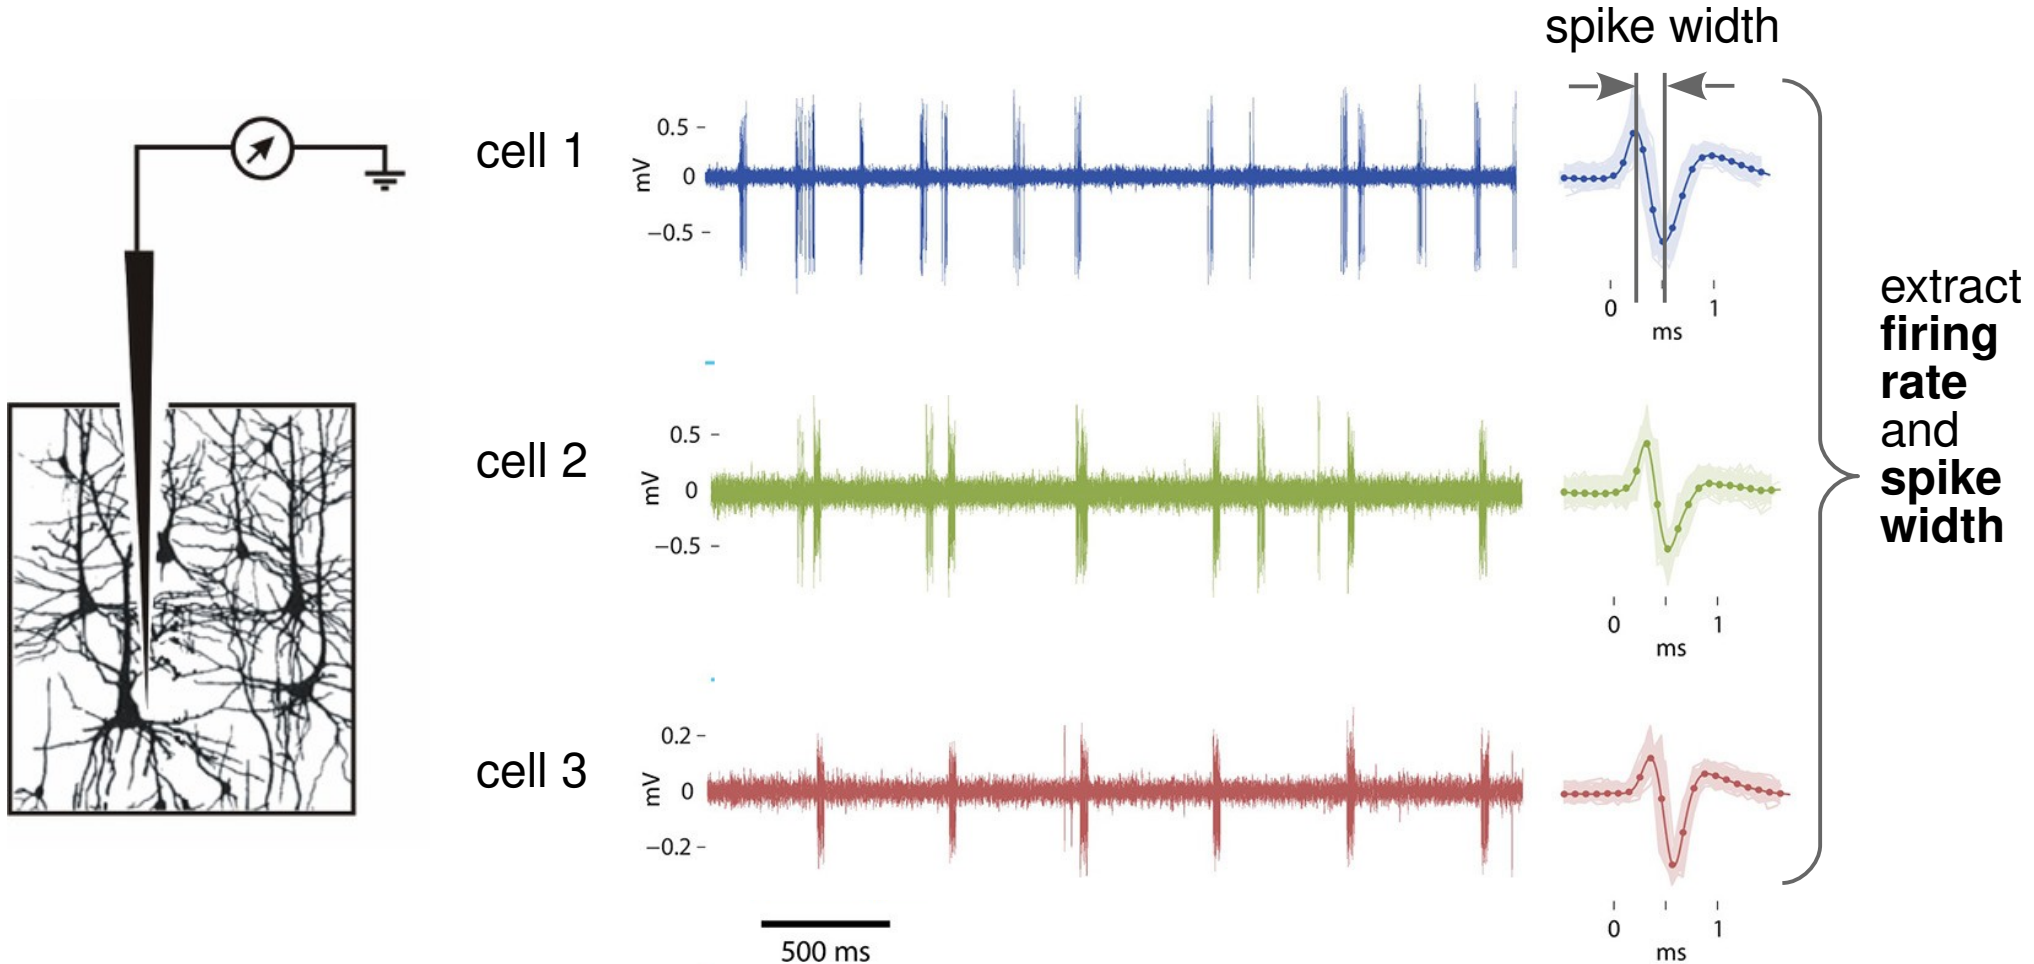 spike width
cell 1
mV
0.5
0
−0.5
0
1
ms
cell 2
mV
0.5
0
−0.5
0
1
ms
cell 3
mV
0.2
0
−0.2
0
1
ms
500 ms
extract
firing
rate
and
spike
width